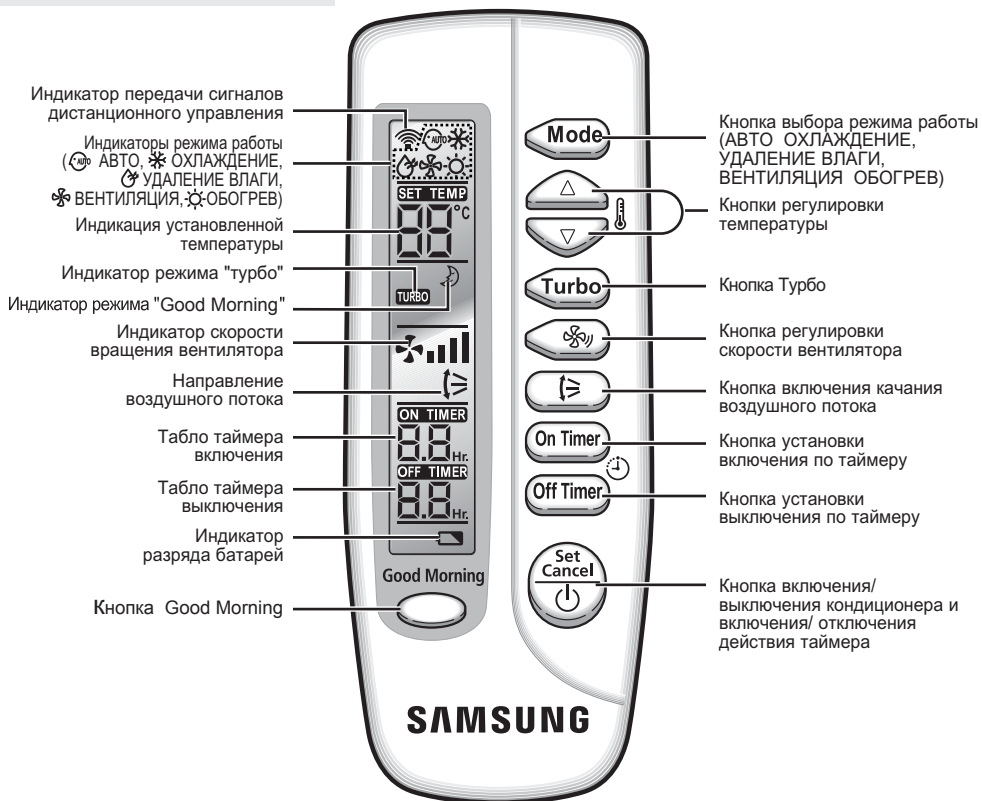 Индикатор передачи сигналов
дистанционного управления
Индикаторы режима работы
( AUTO АВТО, ОХЛАЖДЕНИЕ,
УДАЛЕНИЕ ВЛАГИ,
ВЕНТИЛЯЦИЯ, ОБОГРЕВ)
Индикация установленной
температуры
Индикатор режима "турбо"
Индикатор режима "Good Morning"
Индикатор скорости
вращения вентилятора
Направление
воздушного потока
Табло таймера
включения
Табло таймера
выключения
Индикатор
разряда батарей
Кнопка Good Morning
AUTO
SET TEMP
88°C
TURBO
ON TIMER
8.8. Hr.
OFF TIMER
8.8. Hr.
Good Morning
Mode
Turbo
On Timer
Off Timer
Set
Cancel
SAMSUNG
Кнопка выбора режима работы
(АВТО ОХЛАЖДЕНИЕ,
УДАЛЕНИЕ ВЛАГИ,
ВЕНТИЛЯЦИЯ ОБОГРЕВ)
Кнопки регулировки
температуры
Кнопка Турбо
Кнопка регулировки
скорости вентилятора
Кнопка включения качания
воздушного потока
Кнопка установки
включения по таймеру
Кнопка установки
выключения по таймеру
Кнопка включения/
выключения кондиционера и
включения/ отключения
действия таймера